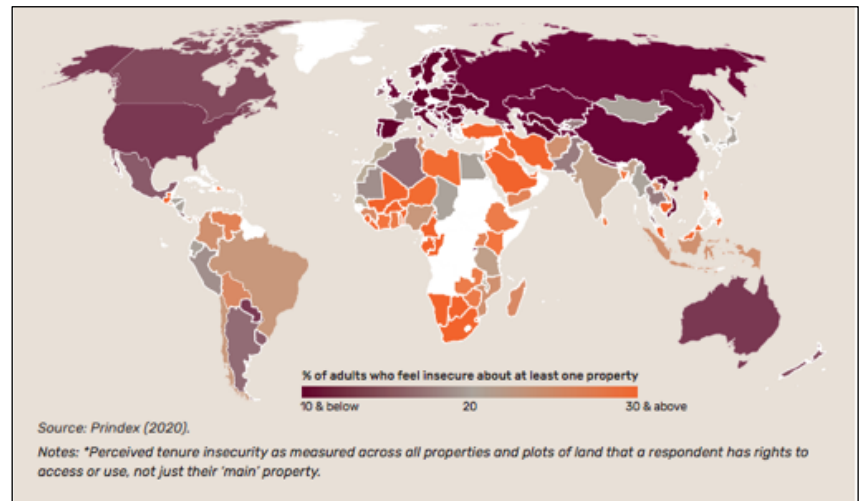 % of adults who feel insecure about at least one property
10 & below 20 30 & above
Source: Prindex (2020).
Notes: *Perceived tenure insecurity as measured across all properties and plots of land that a respondent has rights to
access or use, not just their 'main' property.